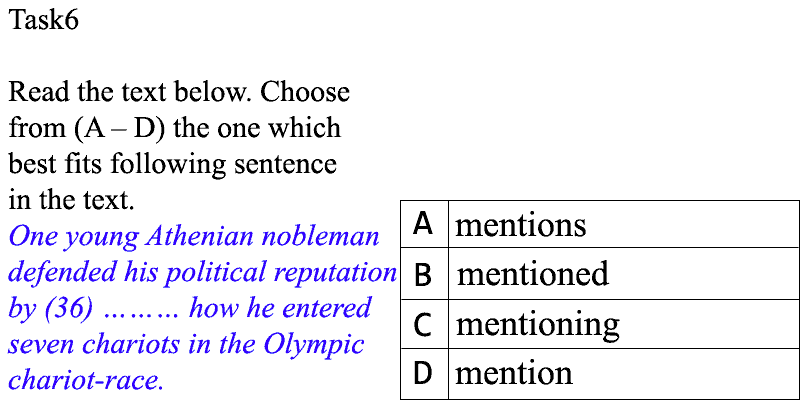 Task6
Read the text below. Choose
from (A – D) the one which
best fits following sentence
in the text.
One young Athenian nobleman
defended his political reputation
by (36) ……… how he entered
seven chariots in the Olympic
chariot-race.
A mentions
B mentioned
C mentioning
D mention